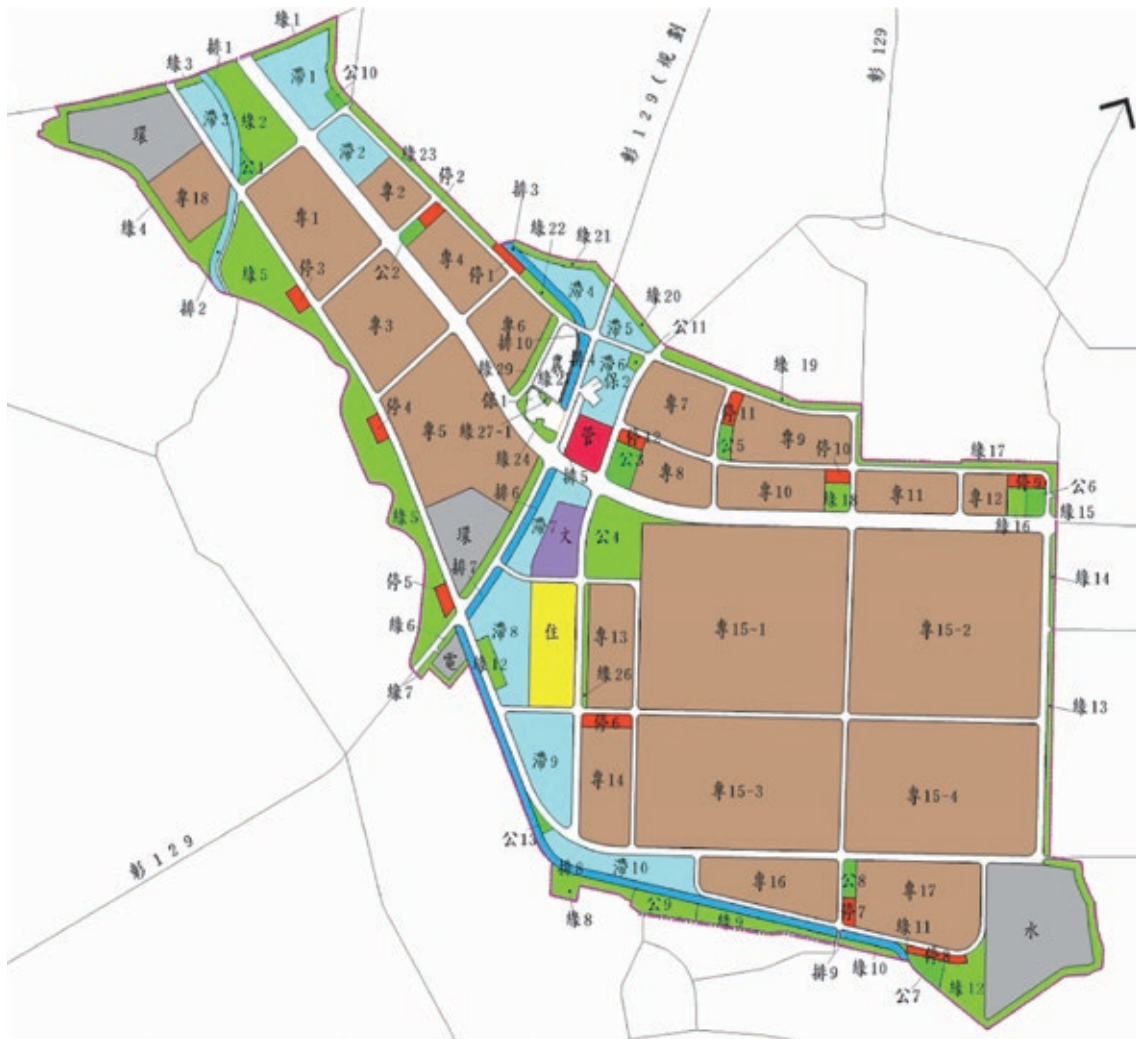 綠1
排1
綠3
滯1
公10
彰129(規劃)
彰129
環
滯3
綠2
滯2
綠23
停2
公1
專18
專2
排3
綠4
專1
綠22
綠21
公2
專4
停1
滯4
綠5
停3
綠20
排2
滯5
公11
專3
專6
排10
滯6
綠29
農
保2
綠19
保1
專7
停4
專5
綠27-1
停11
管
停12
公5
專9
綠24
公3
停10
綠17
排5
專8
排6
專10
綠18
專11
專12
停9
公6
綠5
滯7
文
公4
綠16
綠15
環
排7
綠14
停5
綠6
滯8
住
專13
專15-1
專15-2
電
綠12
綠7
綠26
綠13
停6
滯9
專14
專15-3
專15-4
彰129
公13
排8
滯10
專16
公8
專17
公9
停7
綠8
綠9
綠11
水
停8
排9
綠10
公7
綠12